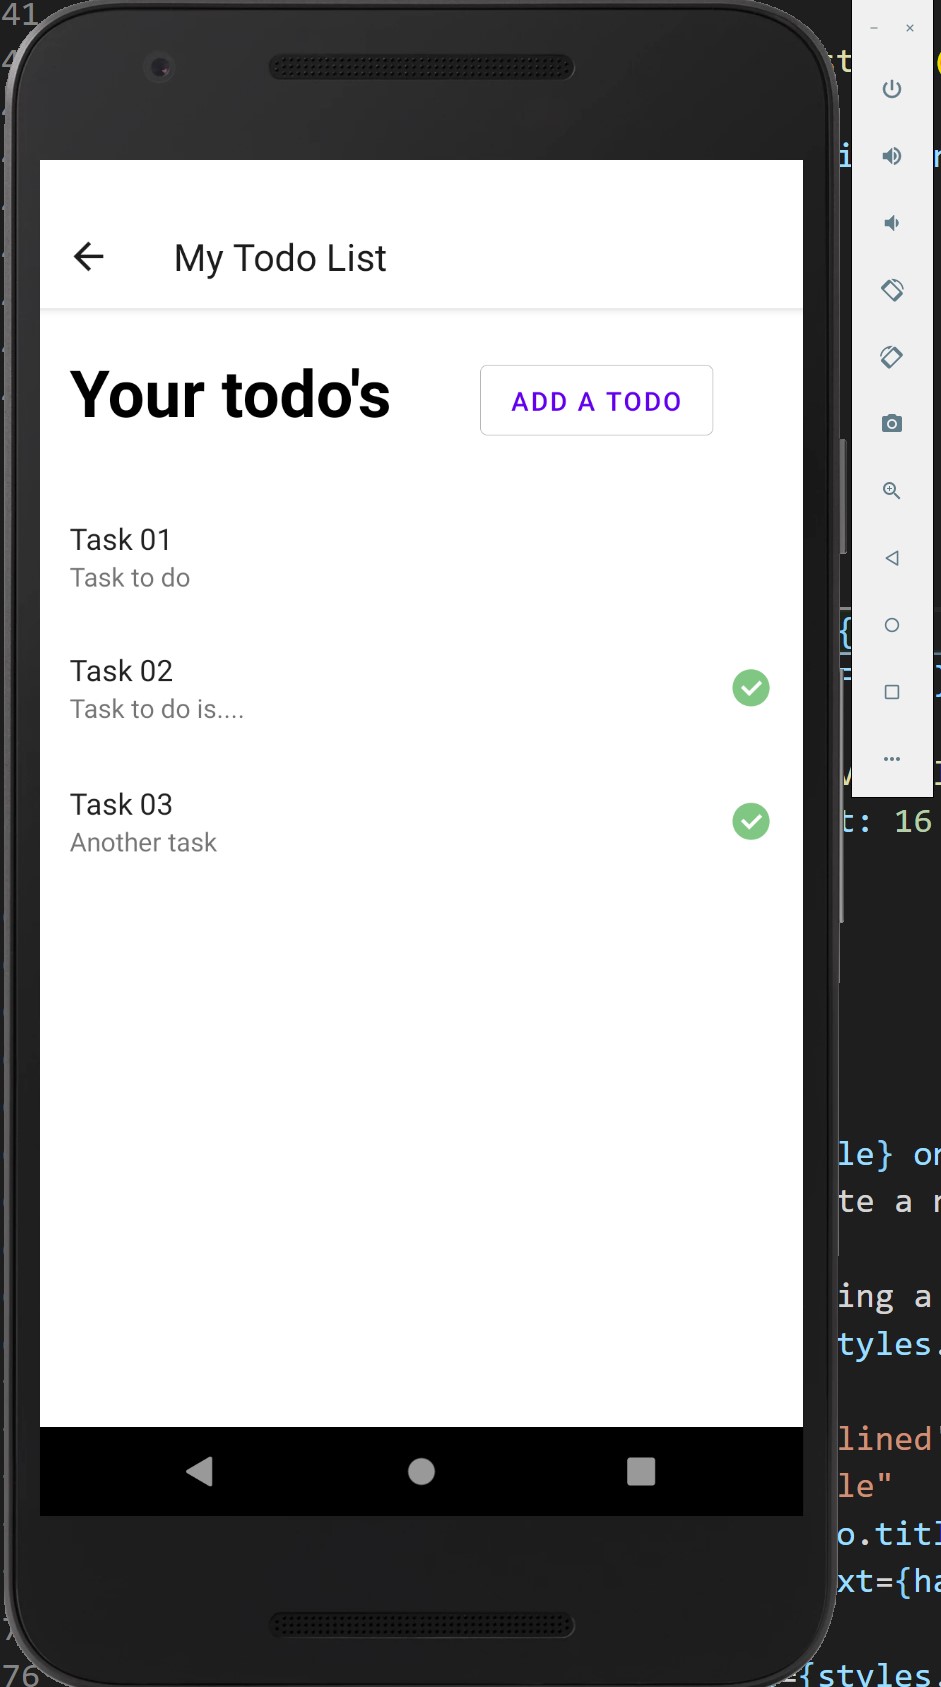 41
My Todo List
Your todo's
ADD A TODO
Task 01
Task to do
Task 02
Task to do is....
Task 03
Another task
t: 16
le} on
te a
ing a
tyles.
lined'
le"
o.titl
xt={ha
76
={styles.